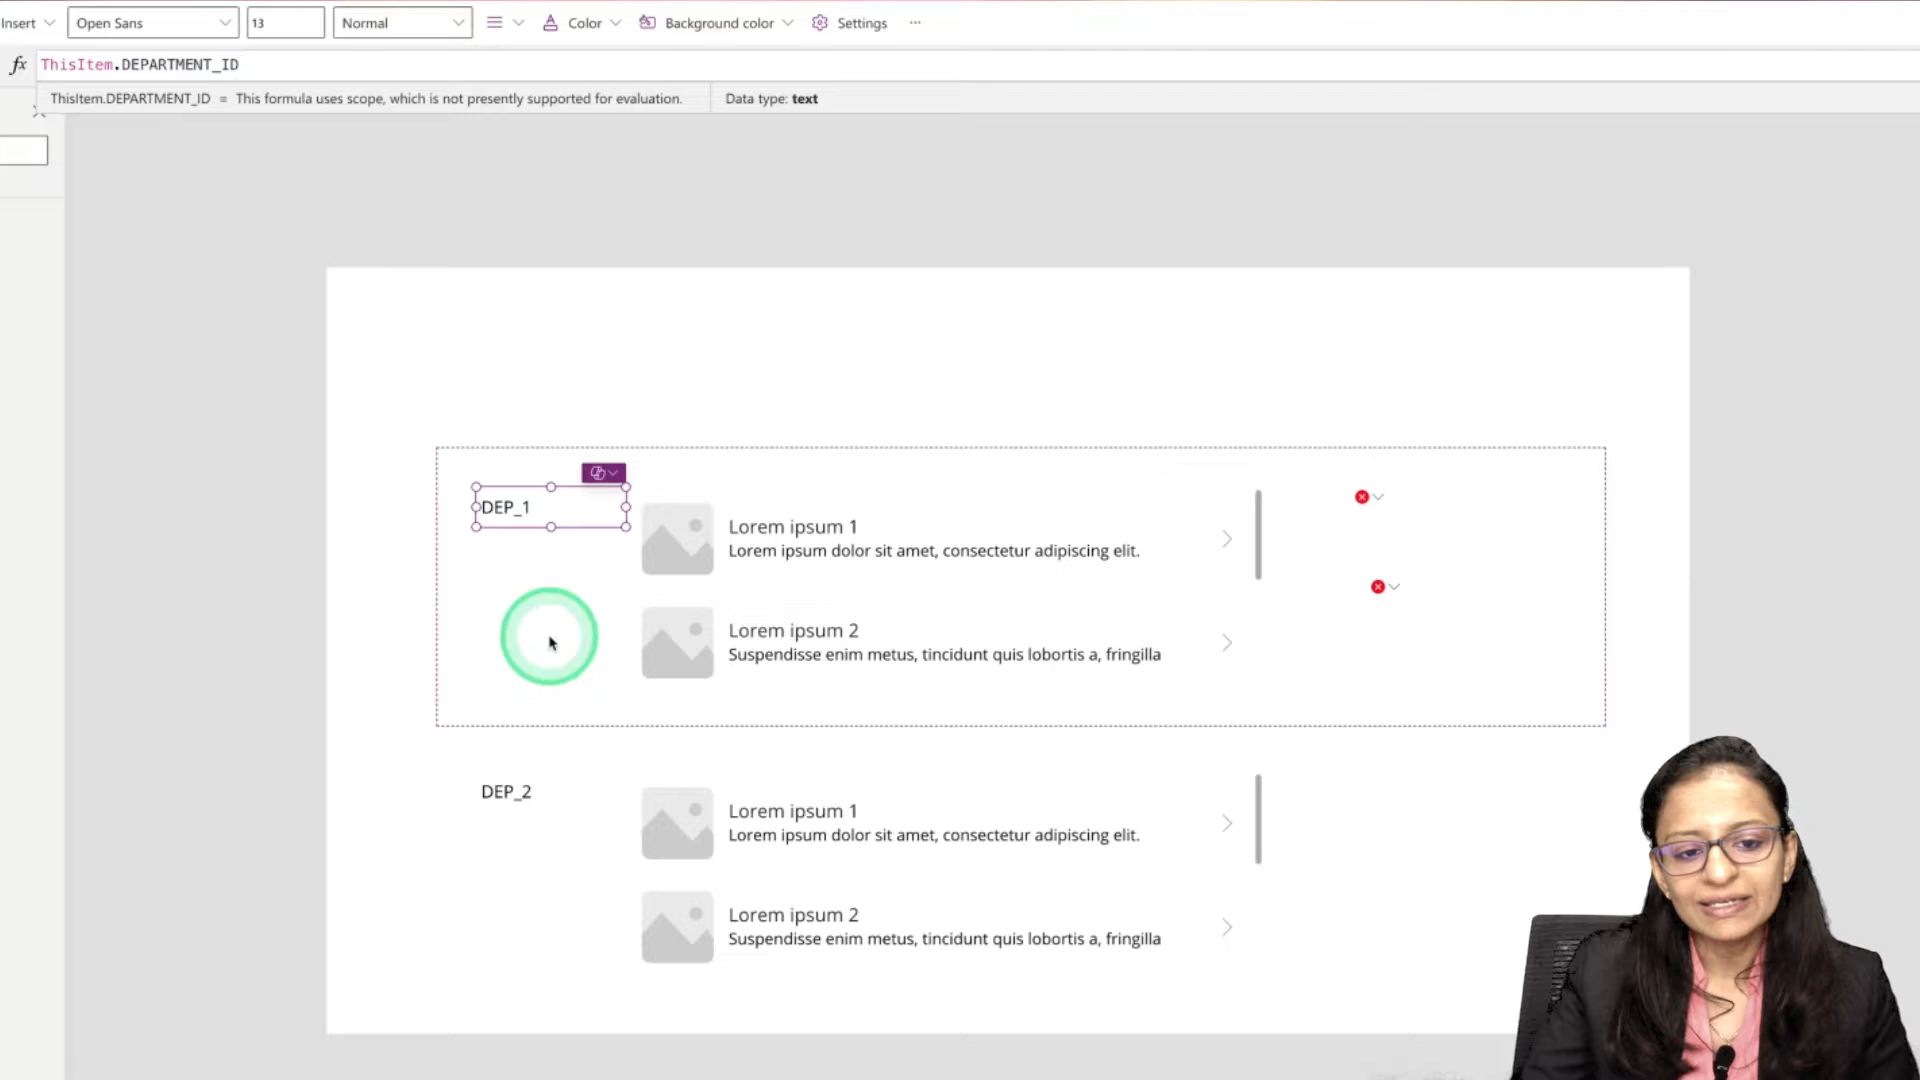 Insert
Open Sans
13
Normal
Color
Background color
Settings
fx
ThisItem.DEPARTMENT_ID
ThisItem.DEPARTMENT_ID = This formula uses scope, which is not presently supported for evaluation.
Data type: text
DEP_1
Lorem ipsum 1
Lorem ipsum dolor sit amet, consectetur adipiscing elit.
Lorem ipsum 2
Suspendisse enim metus, tincidunt quis lobortis a, fringilla
DEP_2
Lorem ipsum 1
Lorem ipsum dolor sit amet, consectetur adipiscing elit.
Lorem ipsum 2
Suspendisse enim metus, tincidunt quis lobortis a, fringilla